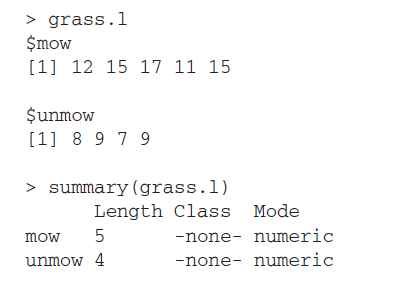 > grass.l
$mow
[1] 12 15 17 11 15
$unmow
[1] 8 9 7 9
> summary(grass.l)
Length Class Mode
mow 5 -none- numeric
unmow 4 -none- numeric